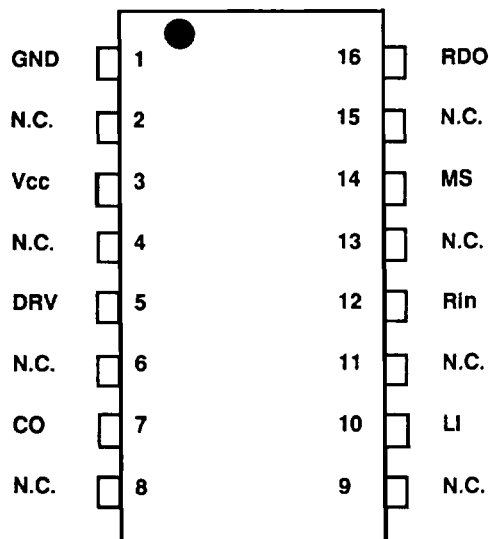 GND 1 16 RDO
N.C. 2 15 N.C.
Vcc 3 14 MS
N.C. 4 13 N.C.
DRV 5 12 Rin
N.C. 6 11 N.C.
CO 7 10 LI
N.C. 8 9 N.C.